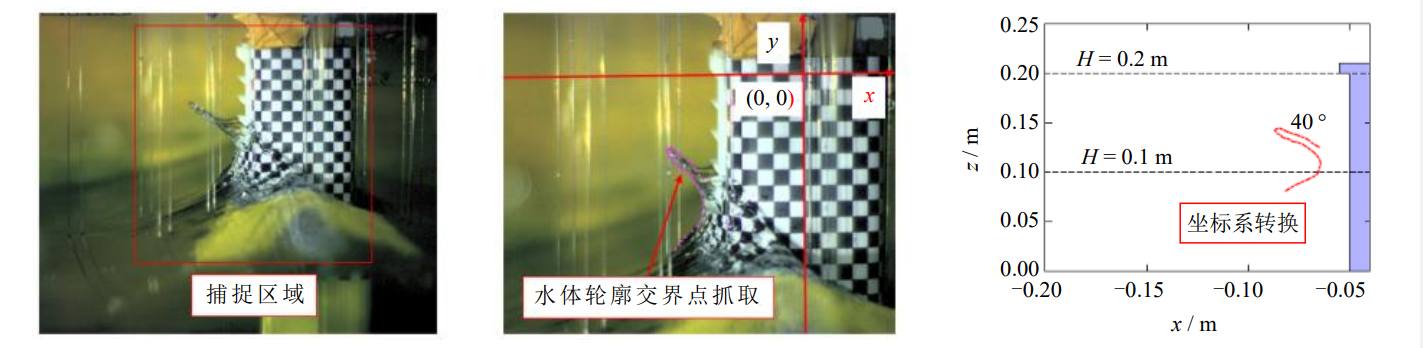 捕捉区域
y
(0, 0)
x
水体轮廓交界点抓取
0.25
0.20
0.15
0.10
0.05
0.00
z / m
H = 0.2 m
40 °
H = 0.1 m
坐标系转换
−0.20
−0.15
−0.10
−0.05
x / m